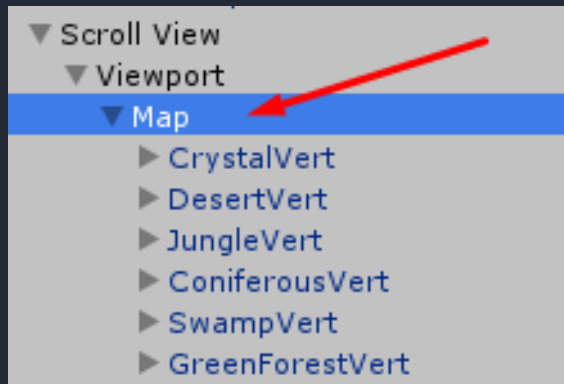 Scroll View
Viewport
Map
CrystalVert
DesertVert
JungleVert
ConiferousVert
SwampVert
GreenForestVert